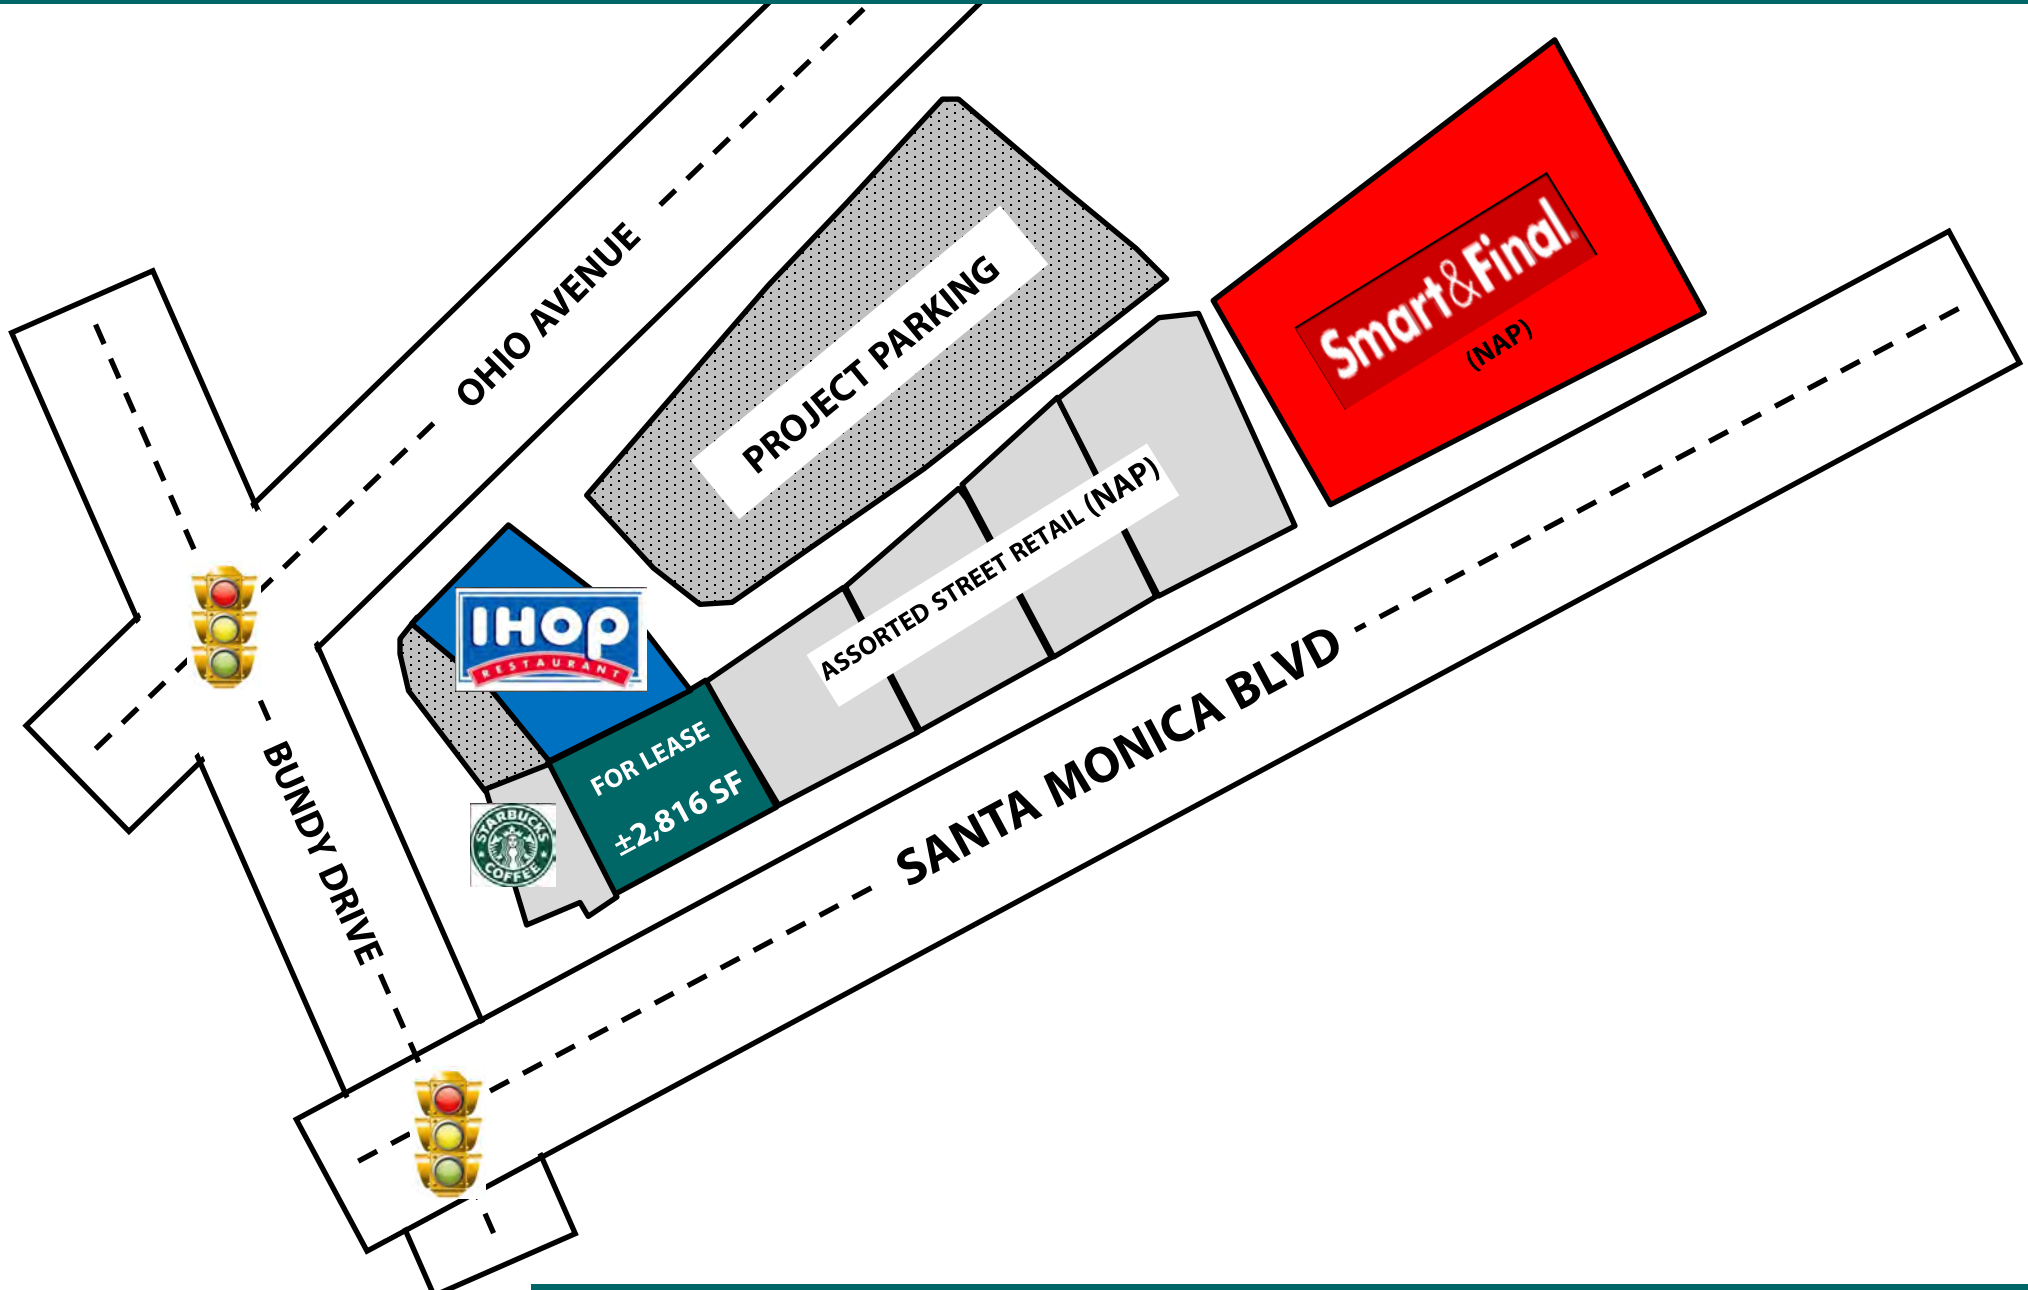 OHIO AVENUE
PROJECT PARKING
Smart&Final.
(NAP)
ASSORTED STREET RETAIL (NAP)
IHOP
RESTAURANT
FOR LEASE
±2,816 SF
STARBUCKS
COFFEE
BUNDY DRIVE
SANTA MONICA BLVD